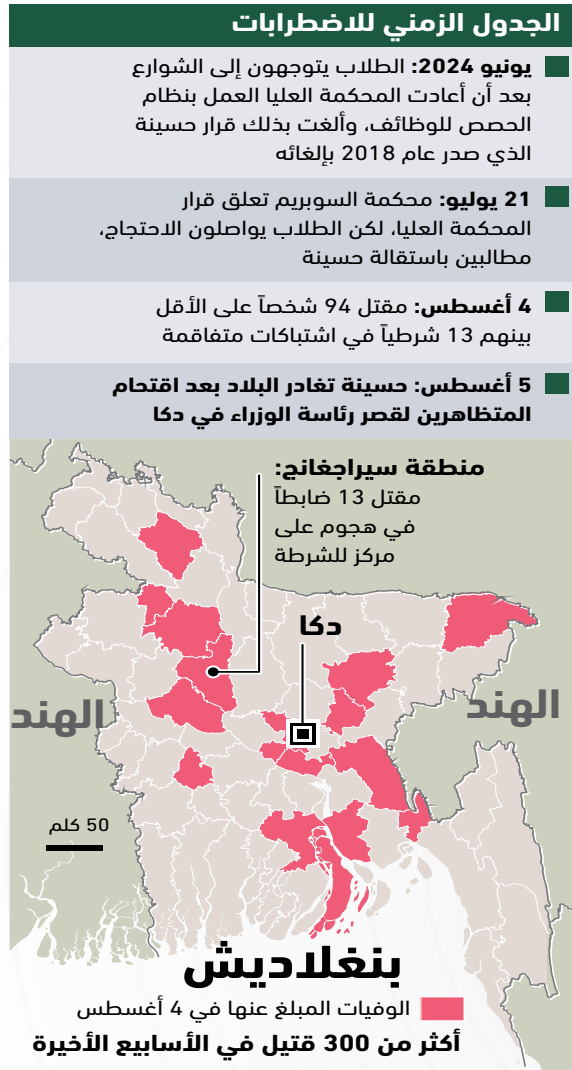 الجدول الزمني للاضطرابات
يونيو 2024: الطلاب يتوجهون إلى الشوارع
بعد أن أعادت المحكمة العليا العمل بنظام
الحصص للوظائف، وألغت بذلك قرار حسينة
الذي صدر عام 2018 بإلغائه
21 يوليو: محكمة السوبريم تعلق قرار
المحكمة العليا، لكن الطلاب يواصلون الاحتجاج،
مطالبين باستقالة حسينة
4 أغسطس: مقتل 94 شخصاً على الأقل
بينهم 13 شرطياً في اشتباكات متفاقمة
5 أغسطس: حسينة تغادر البلاد بعد اقتحام
المتظاهرين لقصر رئاسة الوزراء في دكا
منطقة سيراجغانج:
مقتل 13 ضابطاً
في هجوم على
مركز للشرطة
دكا
الهند
الهند
50 كلم
بنغلاديش
الوفيات المبلغ عنها في 4 أغسطس
أكثر من 300 قتيل في الأسابيع الأخيرة